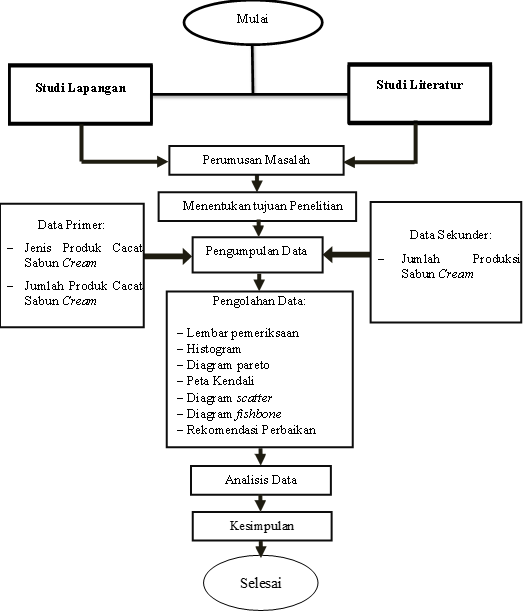 Mulai
Studi Lapangan
Studi Literatur
Perumusan Masalah
Menentukan tujuan Penelitian
Data Primer:
– Jenis Produk Cacat
Sabun Cream
– Jumlah Produk Cacat
Sabun Cream
Pengumpulan Data
Data Sekunder:
– Jumlah Produksi
Sabun Cream
Pengolahan Data:
– Lembar pemeriksaan
– Histogram
– Diagram pareto
– Peta Kendali
– Diagram scatter
– Diagram fishbone
– Rekomendasi Perbaikan
Analisis Data
Kesimpulan
Selesai